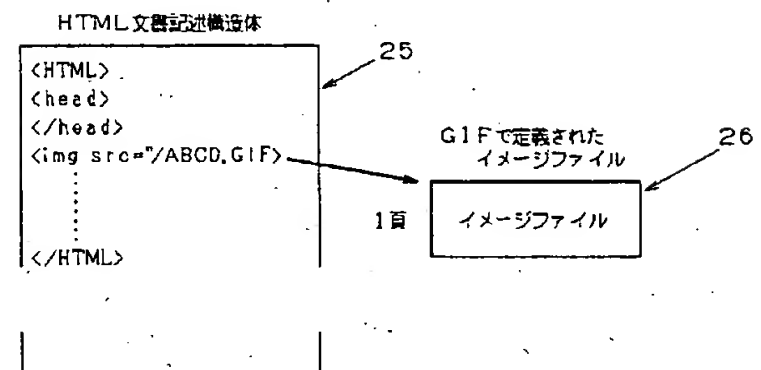 HTML文書記述構造体
25
<HTML>
<head>
</head>
<img src="/ABCD.GIF>
</HTML>
GIFで定義された
イメージファイル
26
1頁
イメージファイル